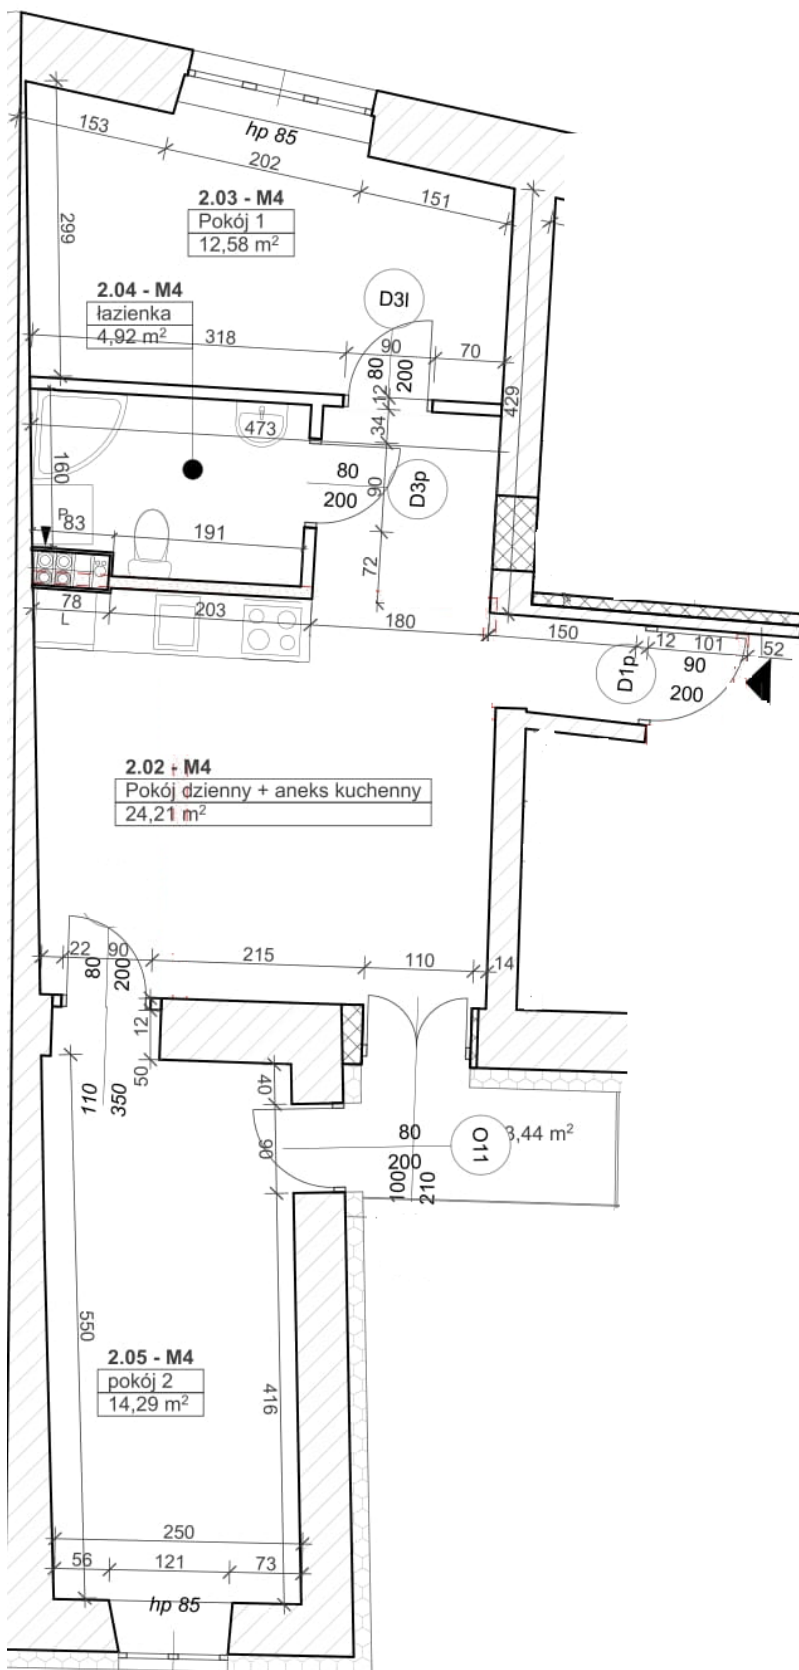 hp 85
153
202
151
2.03 - M4
Pokój 1
12,58 m²
299
2.04 - M4
łazienka
4,92 m²
D3l
318
90
70
80
200
12
429
34
473
160
80
200
90
D3p
P
83
191
72
78
L
203
180
150
12
101
52
D1p
90
200
2.02 - M4
Pokój dzienny + aneks kuchenny
24,21 m²
22
90
215
110
14
80
200
12
50
40
110
350
90
80
200
100
210
O11
3,44 m²
550
2.05 - M4
pokój 2
14,29 m²
416
250
56
121
73
hp 85